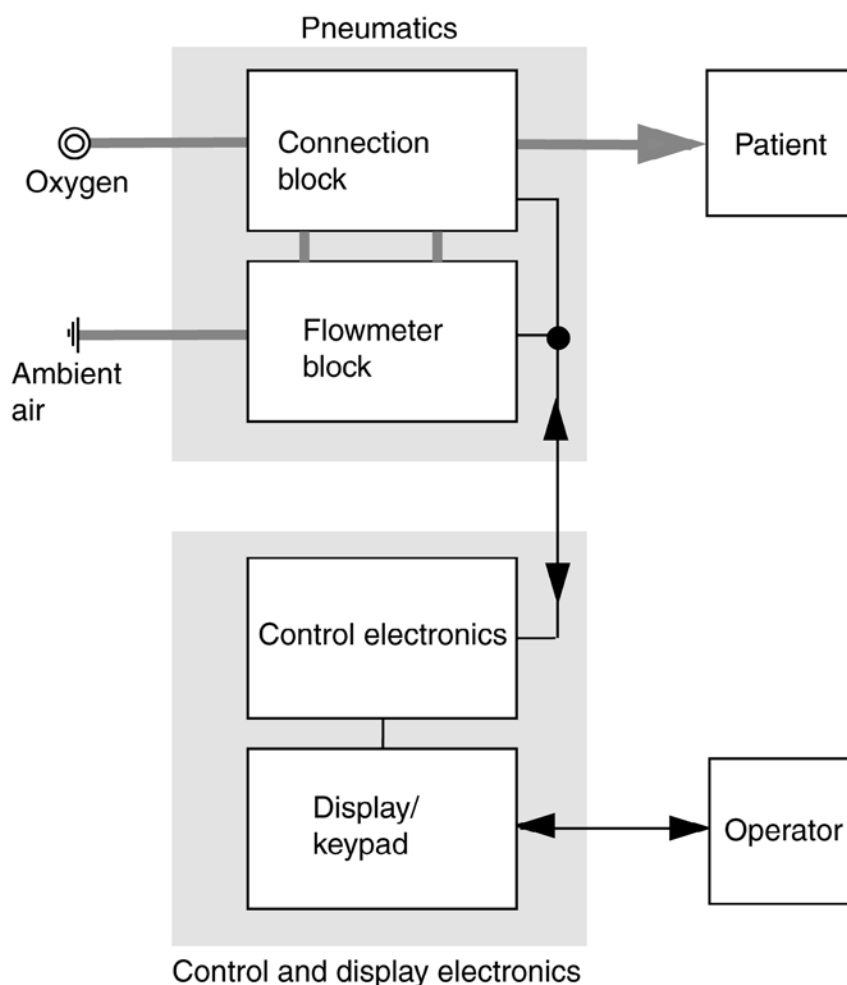 Pneumatics
Connection
block
Patient
Oxygen
Flowmeter
block
Ambient
air
Control electronics
Display/
keypad
Operator
Control and display electronics